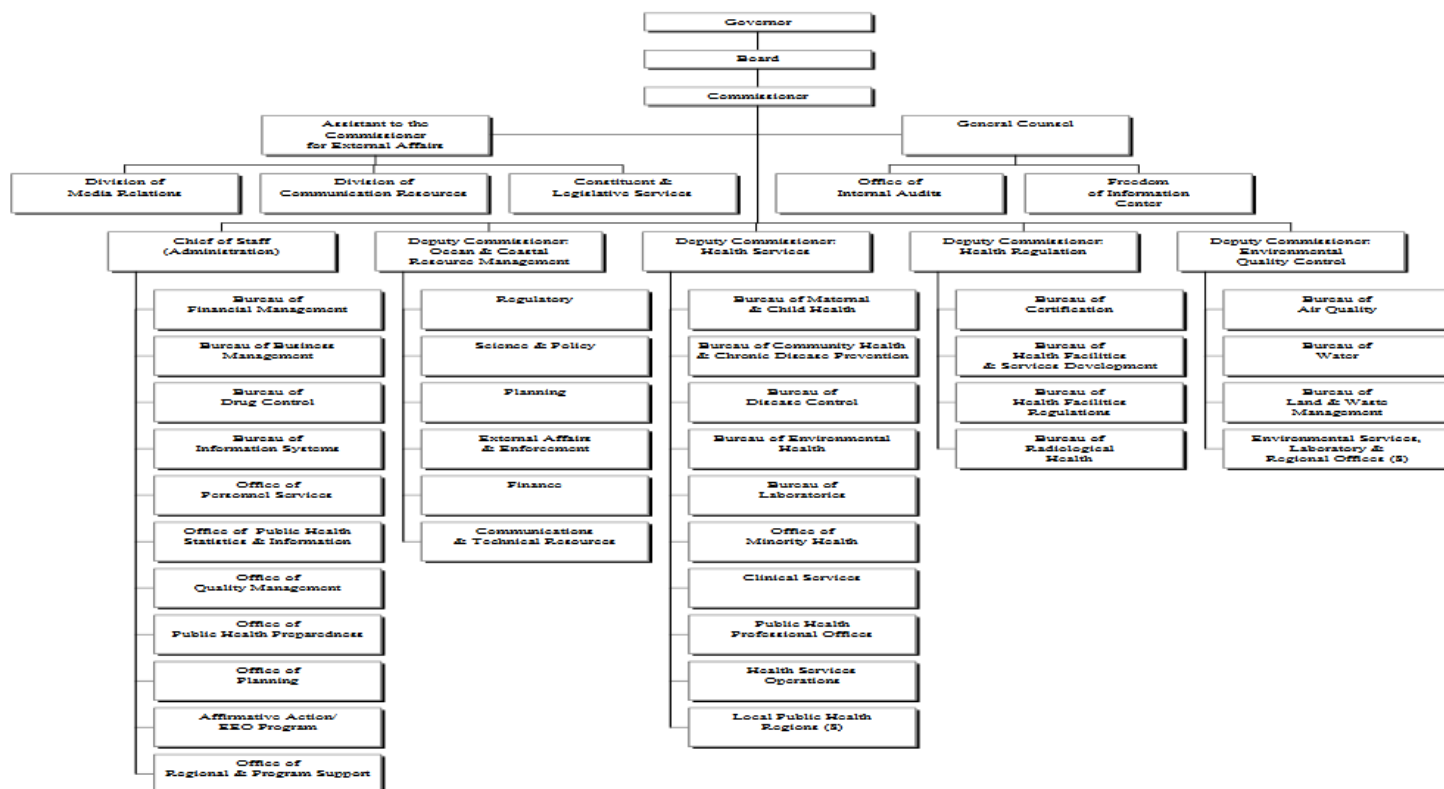 Governor
Board
Commissioner
Assistant to the
Commissioner
for External Affairs
General Counsel
Division of
Media Relations
Division of
Communication Resources
Constituent &
Legislative Services
Office of
Internal Audits
Freedom
of Information
Center
Chief of Staff
(Administration)
Deputy Commissioner:
Ocean & Coastal
Resource Management
Deputy Commissioner:
Health Services
Deputy Commissioner:
Health Regulation
Deputy Commissioner:
Environmental
Quality Control
Bureau of
Financial Management
Bureau of Business
Management
Bureau of
Drug Control
Bureau of
Information Systems
Office of
Personnel Services
Office of Public Health
Statistics & Information
Office of
Quality Management
Office of
Public Health Preparedness
Office of
Planning
Affirmative Action/
EEO Program
Office of
Regional & Program Support
Regulatory
Science & Policy
Planning
External Affairs
& Enforcement
Finance
Communications
& Technical Resources
Bureau of Maternal
& Child Health
Bureau of Community Health
& Chronic Disease Prevention
Bureau of
Disease Control
Bureau of Environmental
Health
Bureau of
Laboratories
Office of
Minority Health
Clinical Services
Public Health
Professional Offices
Health Services
Operations
Local Public Health
Regions (8)
Bureau of
Certification
Bureau of
Health Facilities
& Services Development
Bureau of
Health Facilities
Regulations
Bureau of
Radiological
Health
Bureau of
Air Quality
Bureau of
Water
Bureau of
Land & Waste
Management
Environmental Services,
Laboratory &
Regional Offices (8)